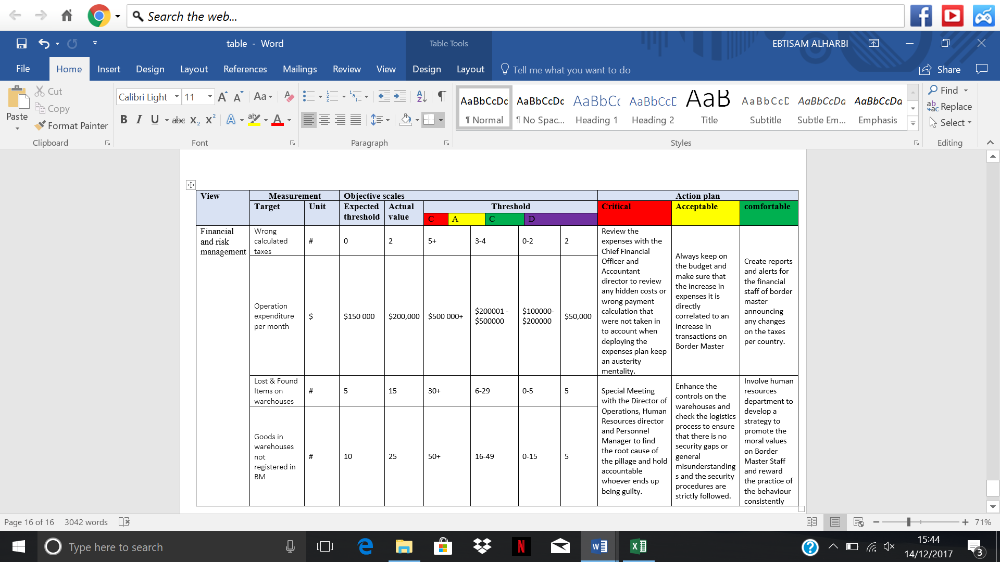 Search the web...
table - Word
Table Tools
EBTISAM ALHARBI
File
Home
Insert
Design
Layout
References
Mailings
Review
View
Design
Layout
Tell me what you want to do
Share
Paste
Cut
Copy
Format Painter
Clipboard
Calibri Light
11
Font
Paragraph
AaBbCcDc
¶ Normal
AaBbCcDc
¶ No Spac...
AaBbCc
Heading 1
AaBbCcC
Heading 2
AaB
Title
AaBbCcD
Subtitle
AaBbCcDa
Subtle Em...
AaBbCcDa
Emphasis
Styles
Find
Replace
Select
Editing
View
Measurement
Objective scales
Action plan
Target
Unit
Expected
threshold
Actual
value
Threshold
C
A
C
D
Critical
Acceptable
comfortable
Financial
and risk
management
Wrong
calculated
taxes
#
0
2
5+
3-4
0-2
2
Operation
expenditure
per month
$
$150 000
$200,000
$500 000+
$200001 -
$500000
$100000-
$200000
$50,000
Review the
expenses with the
Chief Financial
Officer and
Accountant
director to review
any hidden costs or
wrong payment
calculation that
were not taken in
to account when
deploying the
expenses plan keep
an austerity
mentality.
Always keep on
the budget and
make sure that
the increase in
expenses it is
directly
correlated to an
increase in
transactions on
Border Master
Create reports
and alerts for
the financial
staff of border
master
announcing
any changes
on the taxes
per country.
Lost & Found
Items on
warehouses
#
5
15
30+
6-29
0-5
5
Goods in
warehouses
not
registered in
BM
#
10
25
50+
16-49
0-15
5
Special Meeting
with the Director of
Operations, Human
Resources director
and Personnel
Manager to find
the root cause of
the pillage and hold
accountable
whoever ends up
being guilty.
Enhance the
controls on the
warehouses and
check the logistics
process to ensure
that there is no
security gaps or
general
misunderstanding
s and the security
procedures are
strictly followed.
Involve human
resources
department to
develop a
strategy to
promote the
moral values
on Border
Master Staff
and reward
the practice of
the behaviour
consistently
Page 16 of 16
3042 words
71%
Type here to search
15:44
14/12/2017
3